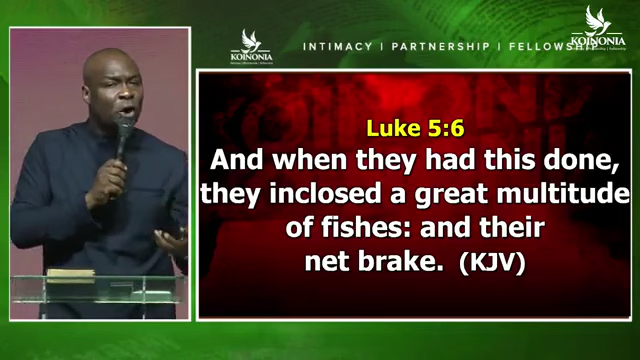 KOINONIA
INTIMACY | PARTNERSHIP | FELLOWSHIP
KOINONIA
Luke 5:6
And when they had this done,
they inclosed a great multitude
of fishes: and their
net brake. (KJV)